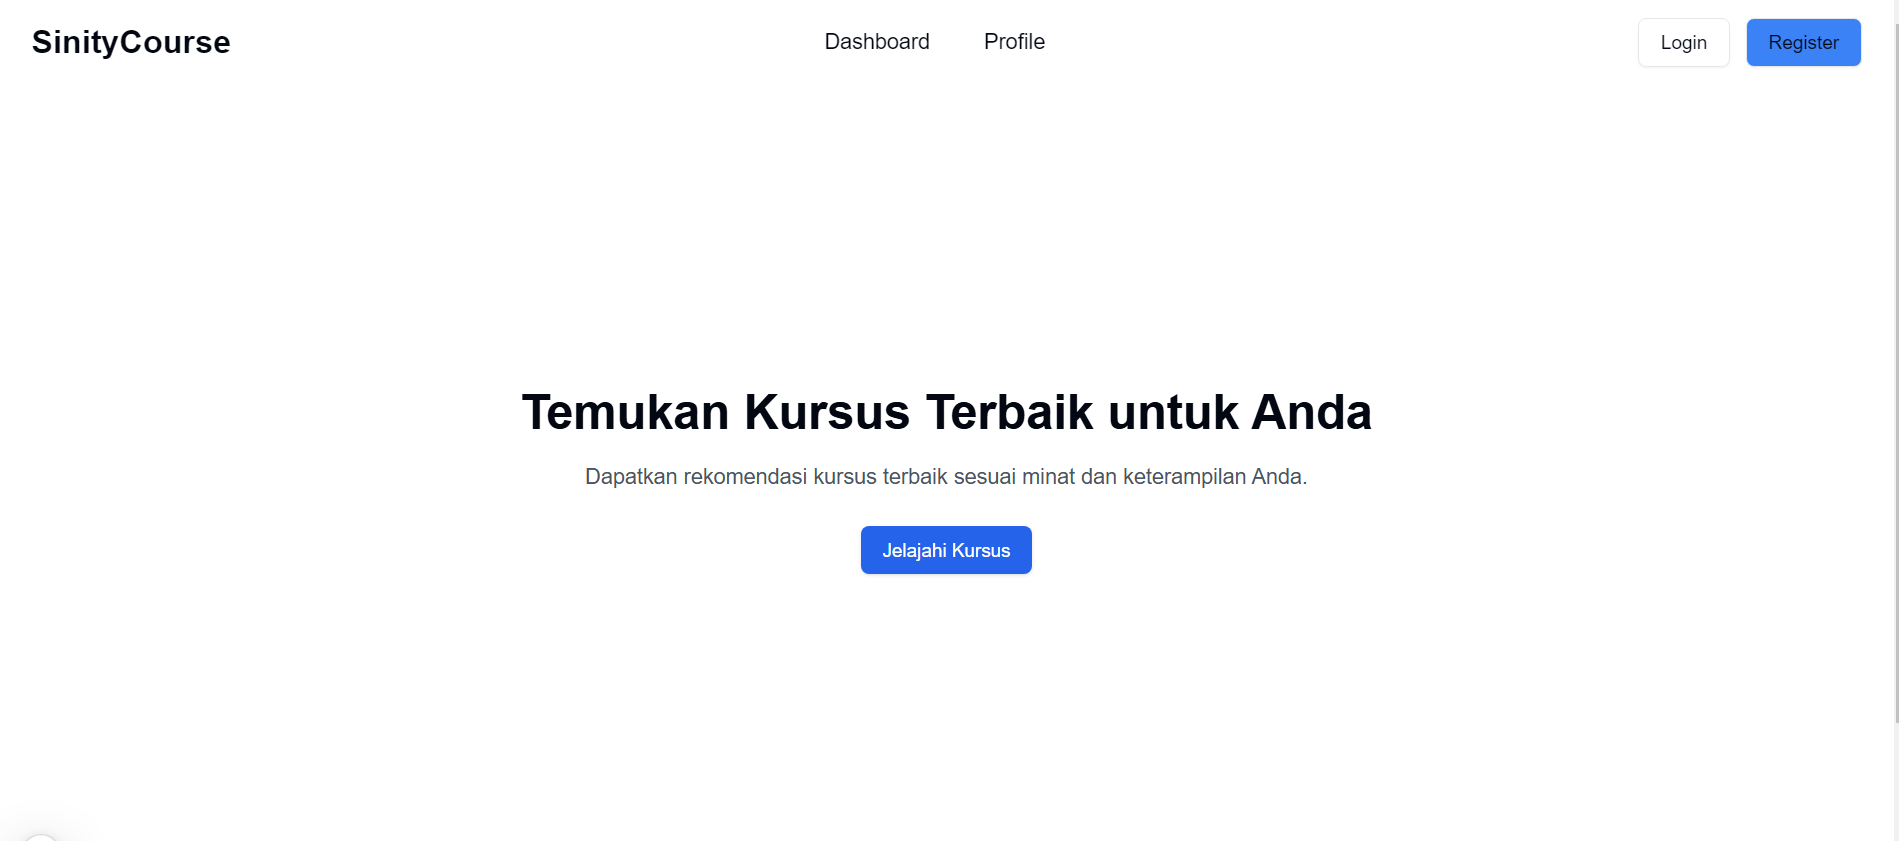 SinityCourse
Dashboard Profile
Login Register
Temukan Kursus Terbaik untuk Anda
Dapatkan rekomendasi kursus terbaik sesuai minat dan keterampilan Anda.
Jelajahi Kursus